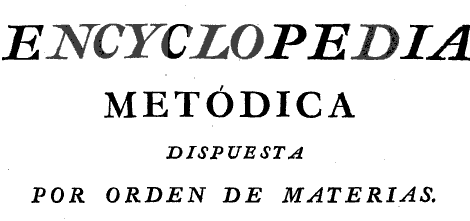 ENCYCLOPEDIA
METÓDICA
DISPUESTA
POR ORDEN DE MATERIAS.